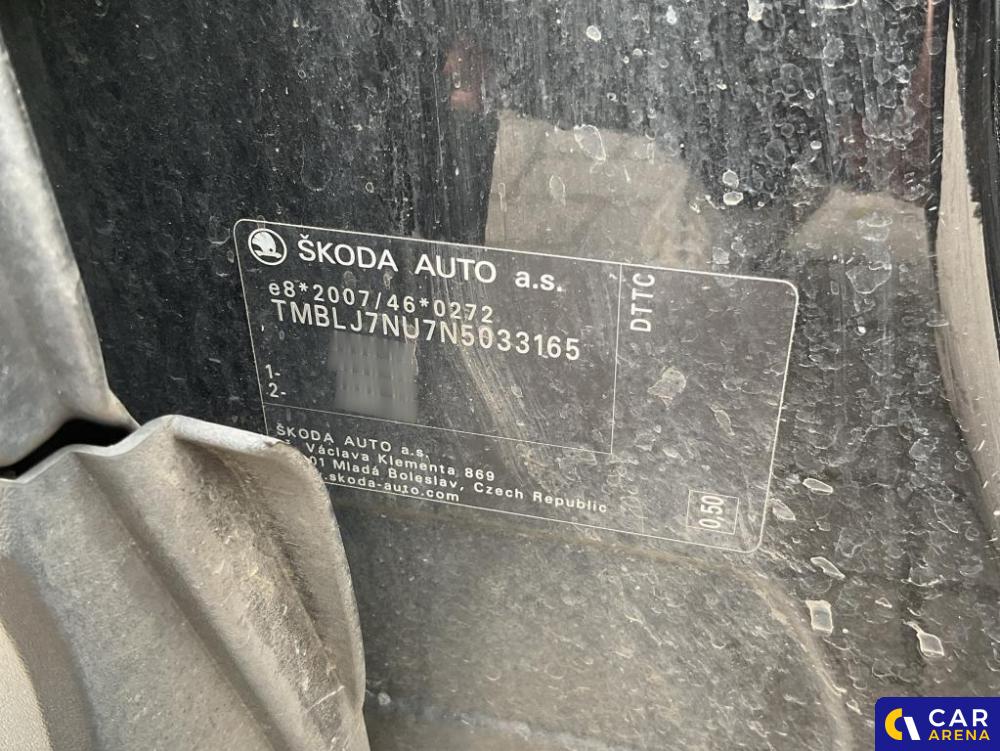 ŠKODA AUTO a.s.
e8*2007/46*0272
TMBLJ7NU7N5033165
1-
2-
DTTC
ŠKODA AUTO a.s.
Václava Klementa 869
01 Mladá Boleslav, Czech Republic
.skoda-auto.com
0,50
CAR
ARENA